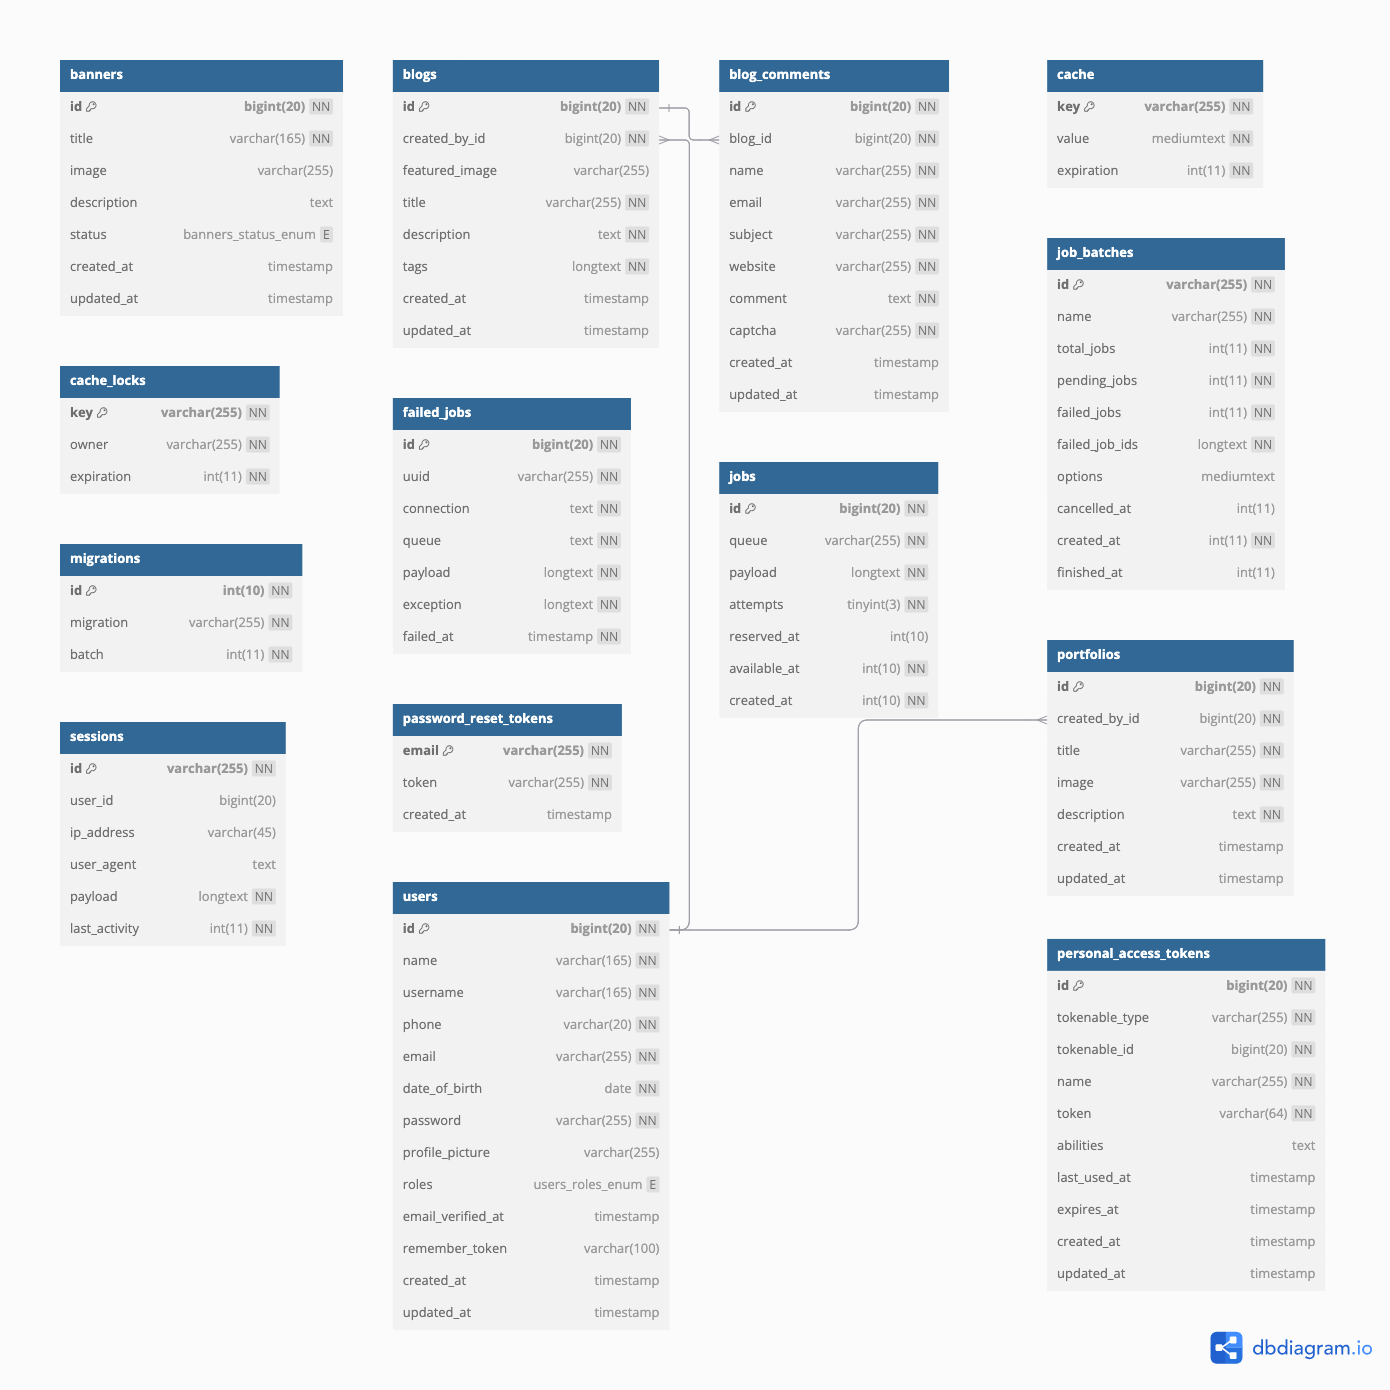 banners
id bigint(20) NN
title varchar(165) NN
image varchar(255)
description text
status banners_status_enum E
created_at timestamp
updated_at timestamp
cache_locks
key varchar(255) NN
owner varchar(255) NN
expiration int(11) NN
migrations
id int(10) NN
migration varchar(255) NN
batch int(11) NN
sessions
id varchar(255) NN
user_id bigint(20)
ip_address varchar(45)
user_agent text
payload longtext NN
last_activity int(11) NN
blogs
id bigint(20) NN
created_by_id bigint(20) NN
featured_image varchar(255)
title varchar(255) NN
description text NN
tags longtext NN
created_at timestamp
updated_at timestamp
failed_jobs
id bigint(20) NN
uuid varchar(255) NN
connection text NN
queue text NN
payload longtext NN
exception longtext NN
failed_at timestamp NN
password_reset_tokens
email varchar(255) NN
token varchar(255) NN
created_at timestamp
users
id bigint(20) NN
name varchar(165) NN
username varchar(165) NN
phone varchar(20) NN
email varchar(255) NN
date_of_birth date NN
password varchar(255) NN
profile_picture varchar(255)
roles users_roles_enum E
email_verified_at timestamp
remember_token varchar(100)
created_at timestamp
updated_at timestamp
blog_comments
id bigint(20) NN
blog_id bigint(20) NN
name varchar(255) NN
email varchar(255) NN
subject varchar(255) NN
website varchar(255) NN
comment text NN
captcha varchar(255) NN
created_at timestamp
updated_at timestamp
jobs
id bigint(20) NN
queue varchar(255) NN
payload longtext NN
attempts tinyint(3) NN
reserved_at int(10)
available_at int(10) NN
created_at int(10) NN
cache
key varchar(255) NN
value mediumtext NN
expiration int(11) NN
job_batches
id varchar(255) NN
name varchar(255) NN
total_jobs int(11) NN
pending_jobs int(11) NN
failed_jobs int(11) NN
failed_job_ids longtext NN
options mediumtext
cancelled_at int(11)
created_at int(11) NN
finished_at int(11)
portfolios
id bigint(20) NN
created_by_id bigint(20) NN
title varchar(255) NN
image varchar(255) NN
description text NN
created_at timestamp
updated_at timestamp
personal_access_tokens
id bigint(20) NN
tokenable_type varchar(255) NN
tokenable_id bigint(20) NN
name varchar(255) NN
token varchar(64) NN
abilities text
last_used_at timestamp
expires_at timestamp
created_at timestamp
updated_at timestamp
dbdiagram.io